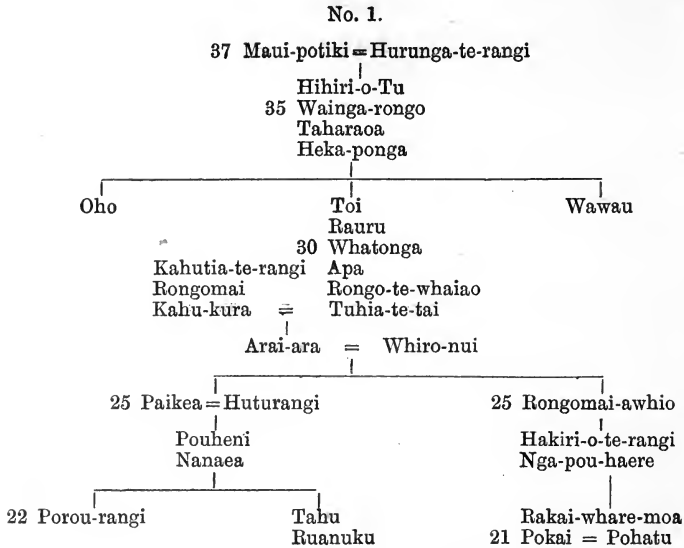 No. 1.
37 Maui-potiki = Hurunga-te-rangi
Hihiri-o-Tu
35 Wainga-rongo
Taharaoa
Heka-ponga
Oho Toi Wawau
Rauru
30 Whatonga
Kahutia-te-rangi Apa
Rongomai Rongo-te-whaiao
Kahu-kura = Tuhia-te-tai
Arai-ara = Whiro-nui
25 Paikea = Huturangi 25 Rongomai-awhio
Pouheni Hakiri-o-te-rangi
Nanaea Nga-pou-haere
22 Porou-rangi Tahu Rakai-whare-moa
Ruanuku 21 Pokai = Pohatu